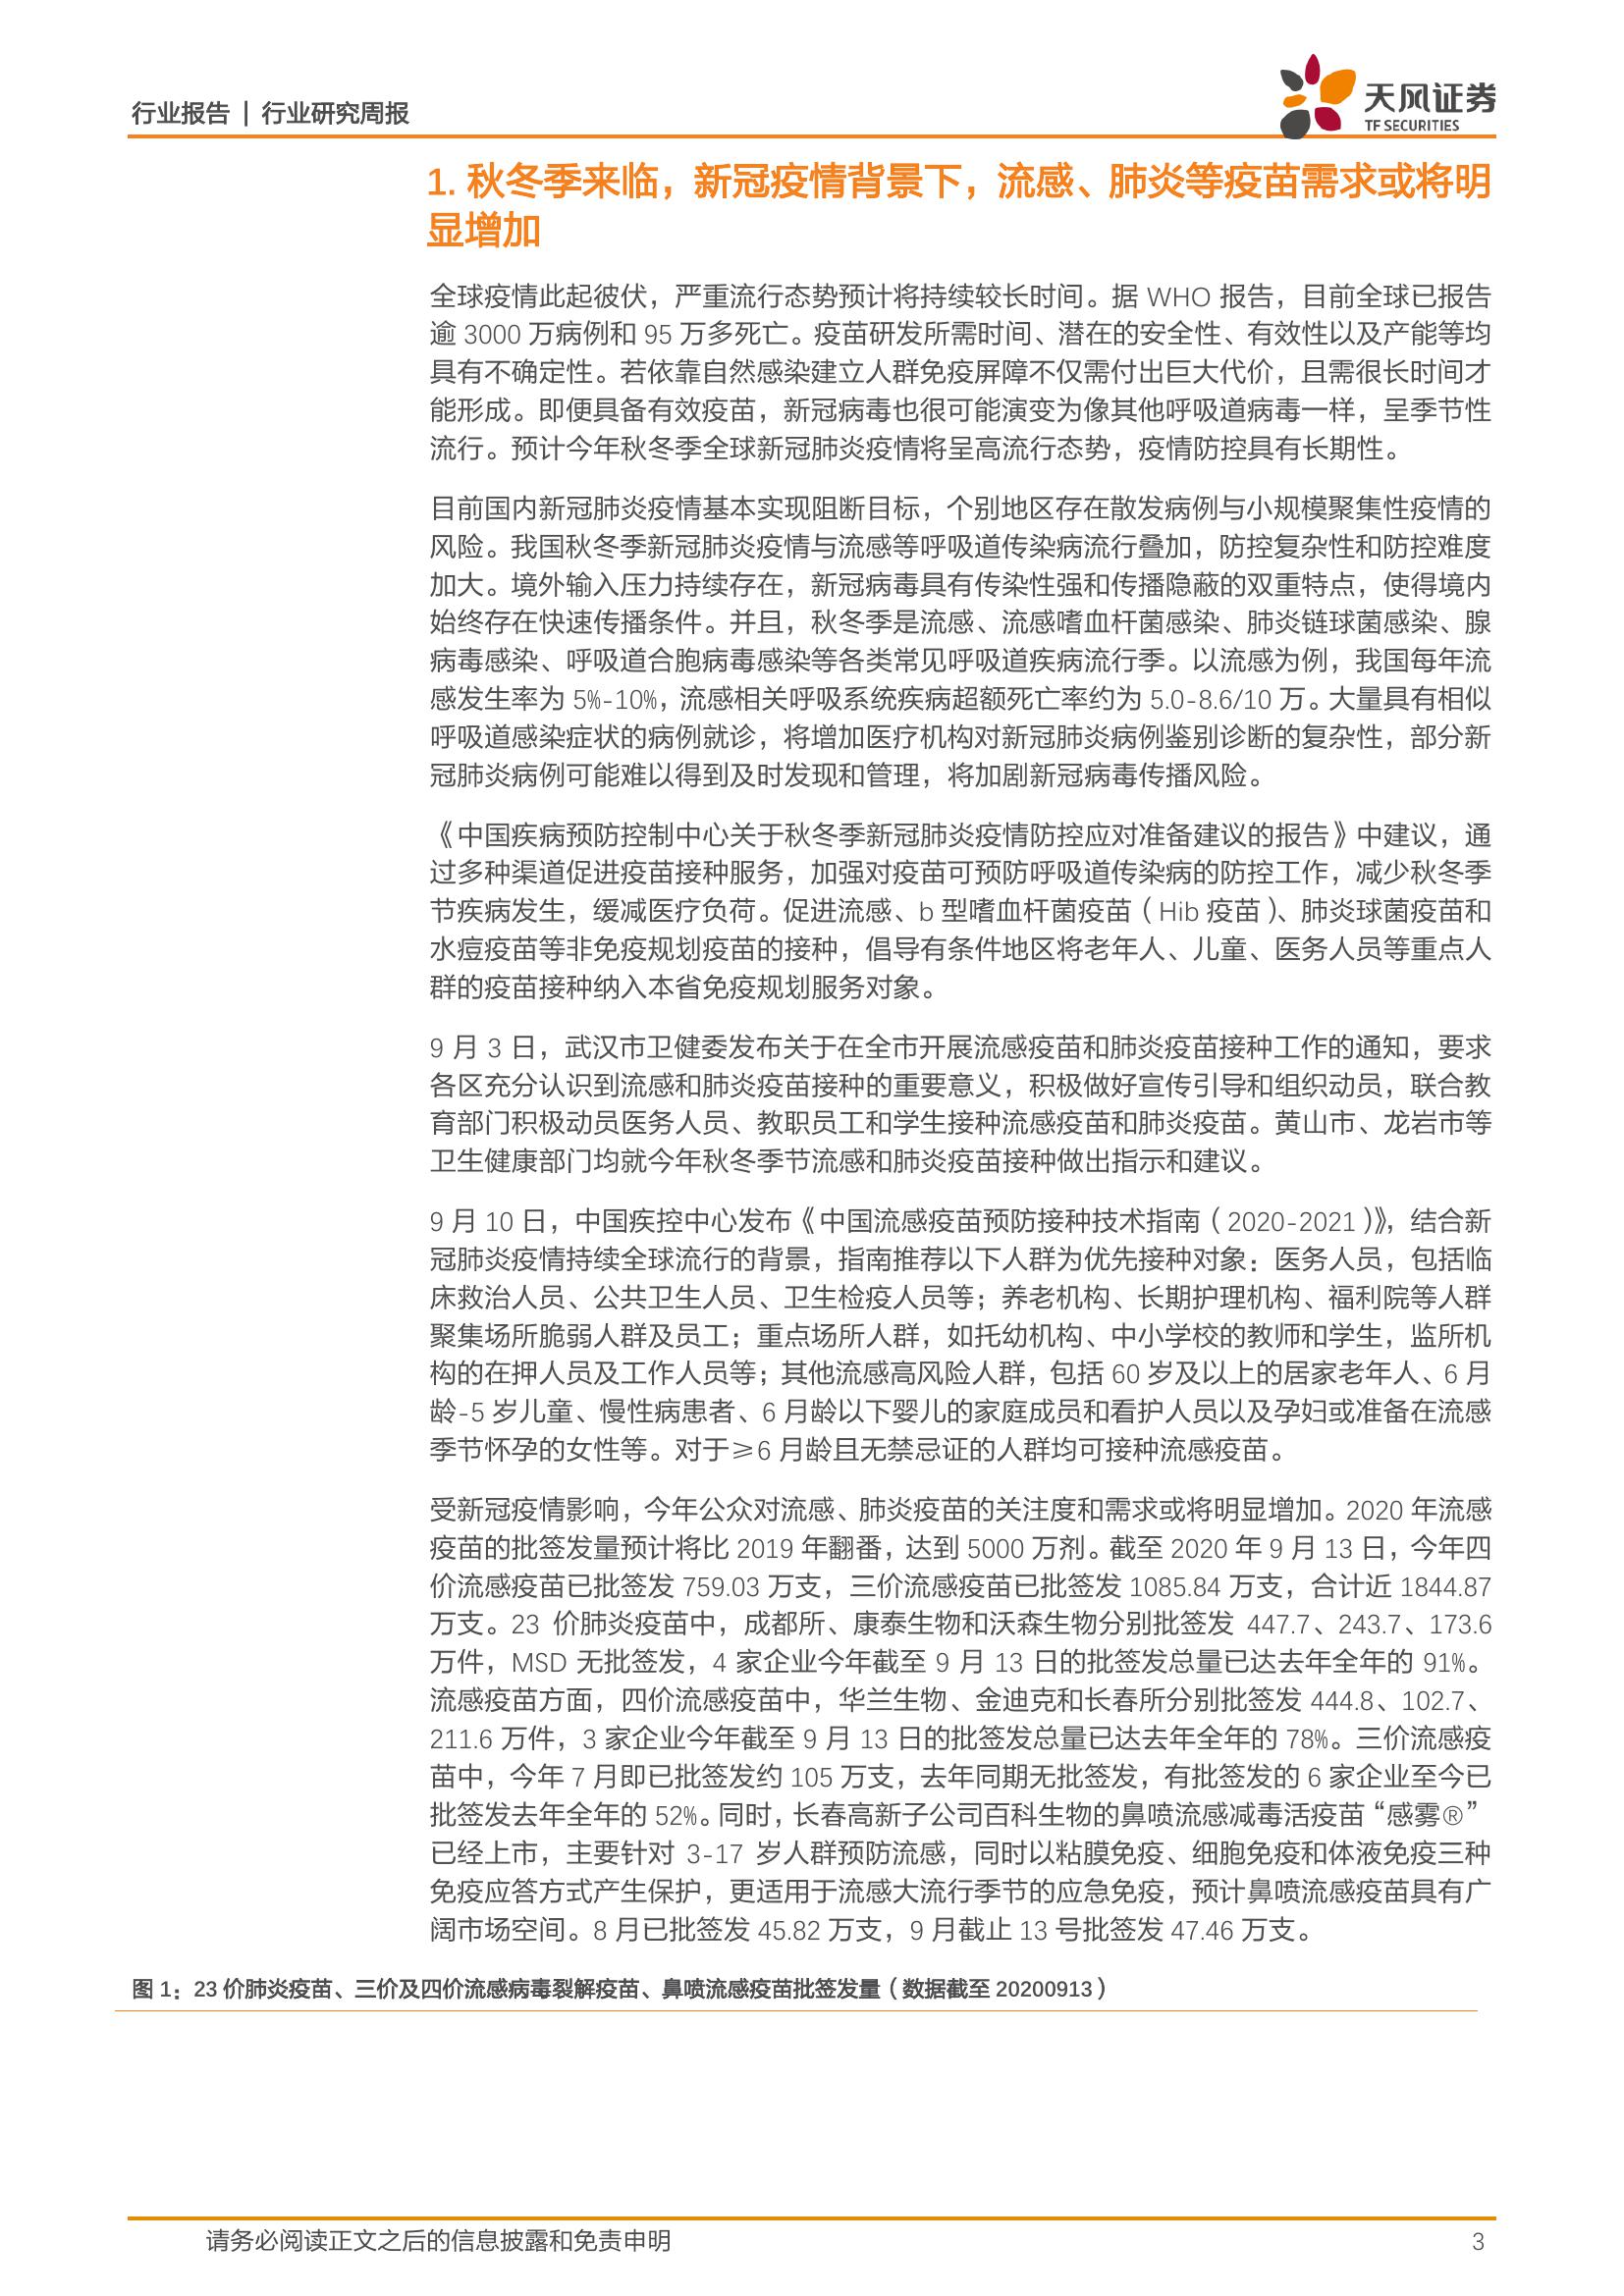 行业报告 | 行业研究周报
天风证券
TF SECURITIES
1. 秋冬季来临，新冠疫情背景下，流感、肺炎等疫苗需求或将明
显增加
全球疫情此起彼伏，严重流行态势预计将持续较长时间。据 WHO 报告，目前全球已报告
逾 3000 万病例和 95 万多死亡。疫苗研发所需时间、潜在的安全性、有效性以及产能等均
具有不确定性。若依靠自然感染建立人群免疫屏障不仅需付出巨大代价，且需很长时间才
能形成。即便具备有效疫苗，新冠病毒也很可能演变为像其他呼吸道病毒一样，呈季节性
流行。预计今年秋冬季全球新冠肺炎疫情将呈高流行态势，疫情防控具有长期性。
目前国内新冠肺炎疫情基本实现阻断目标，个别地区存在散发病例与小规模聚集性疫情的
风险。我国秋冬季新冠肺炎疫情与流感等呼吸道传染病流行叠加，防控复杂性和防控难度
加大。境外输入压力持续存在，新冠病毒具有传染性强和传播隐蔽的双重特点，使得境内
始终存在快速传播条件。并且，秋冬季是流感、流感嗜血杆菌感染、肺炎链球菌感染、腺
病毒感染、呼吸道合胞病毒感染等各类常见呼吸道疾病流行季。以流感为例，我国每年流
感发生率为 5%-10%，流感相关呼吸系统疾病超额死亡率约为 5.0-8.6/10 万。大量具有相似
呼吸道感染症状的病例就诊，将增加医疗机构对新冠肺炎病例鉴别诊断的复杂性，部分新
冠肺炎病例可能难以得到及时发现和管理，将加剧新冠病毒传播风险。
《中国疾病预防控制中心关于秋冬季新冠肺炎疫情防控应对准备建议的报告》中建议，通
过多种渠道促进疫苗接种服务，加强对疫苗可预防呼吸道传染病的防控工作，减少秋冬季
节疾病发生，缓减医疗负荷。促进流感、b 型嗜血杆菌疫苗（Hib 疫苗）、肺炎球菌疫苗和
水痘疫苗等非免疫规划疫苗的接种，倡导有条件地区将老年人、儿童、医务人员等重点人
群的疫苗接种纳入本省免疫规划服务对象。
9 月 3 日，武汉市卫健委发布关于在全市开展流感疫苗和肺炎疫苗接种工作的通知，要求
各区充分认识到流感和肺炎疫苗接种的重要意义，积极做好宣传引导和组织动员，联合教
育部门积极动员医务人员、教职员工和学生接种流感疫苗和肺炎疫苗。黄山市、龙岩市等
卫生健康部门均就今年秋冬季节流感和肺炎疫苗接种做出指示和建议。
9 月 10 日，中国疾控中心发布《中国流感疫苗预防接种技术指南（2020-2021）》，结合新
冠肺炎疫情持续全球流行的背景，指南推荐以下人群为优先接种对象：医务人员，包括临
床救治人员、公共卫生人员、卫生检疫人员等；养老机构、长期护理机构、福利院等人群
聚集场所脆弱人群及员工；重点场所人群，如托幼机构、中小学校的教师和学生，监所机
构的在押人员及工作人员等；其他流感高风险人群，包括 60 岁及以上的居家老年人、6 月
龄-5 岁儿童、慢性病患者、6 月龄以下婴儿的家庭成员和看护人员以及孕妇或准备在流感
季节怀孕的女性等。对于≥6 月龄且无禁忌证的人群均可接种流感疫苗。
受新冠疫情影响，今年公众对流感、肺炎疫苗的关注度和需求或将明显增加。2020 年流感
疫苗的批签发量预计将比 2019 年翻番，达到 5000 万剂。截至 2020 年 9 月 13 日，今年四
价流感疫苗已批签发 759.03 万支，三价流感疫苗已批签发 1085.84 万支，合计近 1844.87
万支。23 价肺炎疫苗中，成都所、康泰生物和沃森生物分别批签发 447.7、243.7、173.6
万件，MSD 无批签发，4 家企业今年截至 9 月 13 日的批签发总量已达去年全年的 91%。
流感疫苗方面，四价流感疫苗中，华兰生物、金迪克和长春所分别批签发 444.8、102.7、
211.6 万件，3 家企业今年截至 9 月 13 日的批签发总量已达去年全年的 78%。三价流感疫
苗中，今年 7 月即已批签发约 105 万支，去年同期无批签发，有批签发的 6 家企业至今已
批签发去年全年的 52%。同时，长春高新子公司百科生物的鼻喷流感减毒活疫苗“感雾®”
已经上市，主要针对 3-17 岁人群预防流感，同时以粘膜免疫、细胞免疫和体液免疫三种
免疫应答方式产生保护，更适用于流感大流行季节的应急免疫，预计鼻喷流感疫苗具有广
阔市场空间。8 月已批签发 45.82 万支，9 月截止 13 号批签发 47.46 万支。
图 1：23 价肺炎疫苗、三价及四价流感病毒裂解疫苗、鼻喷流感疫苗批签发量（数据截至 20200913）
请务必阅读正文之后的信息披露和免责申明
3